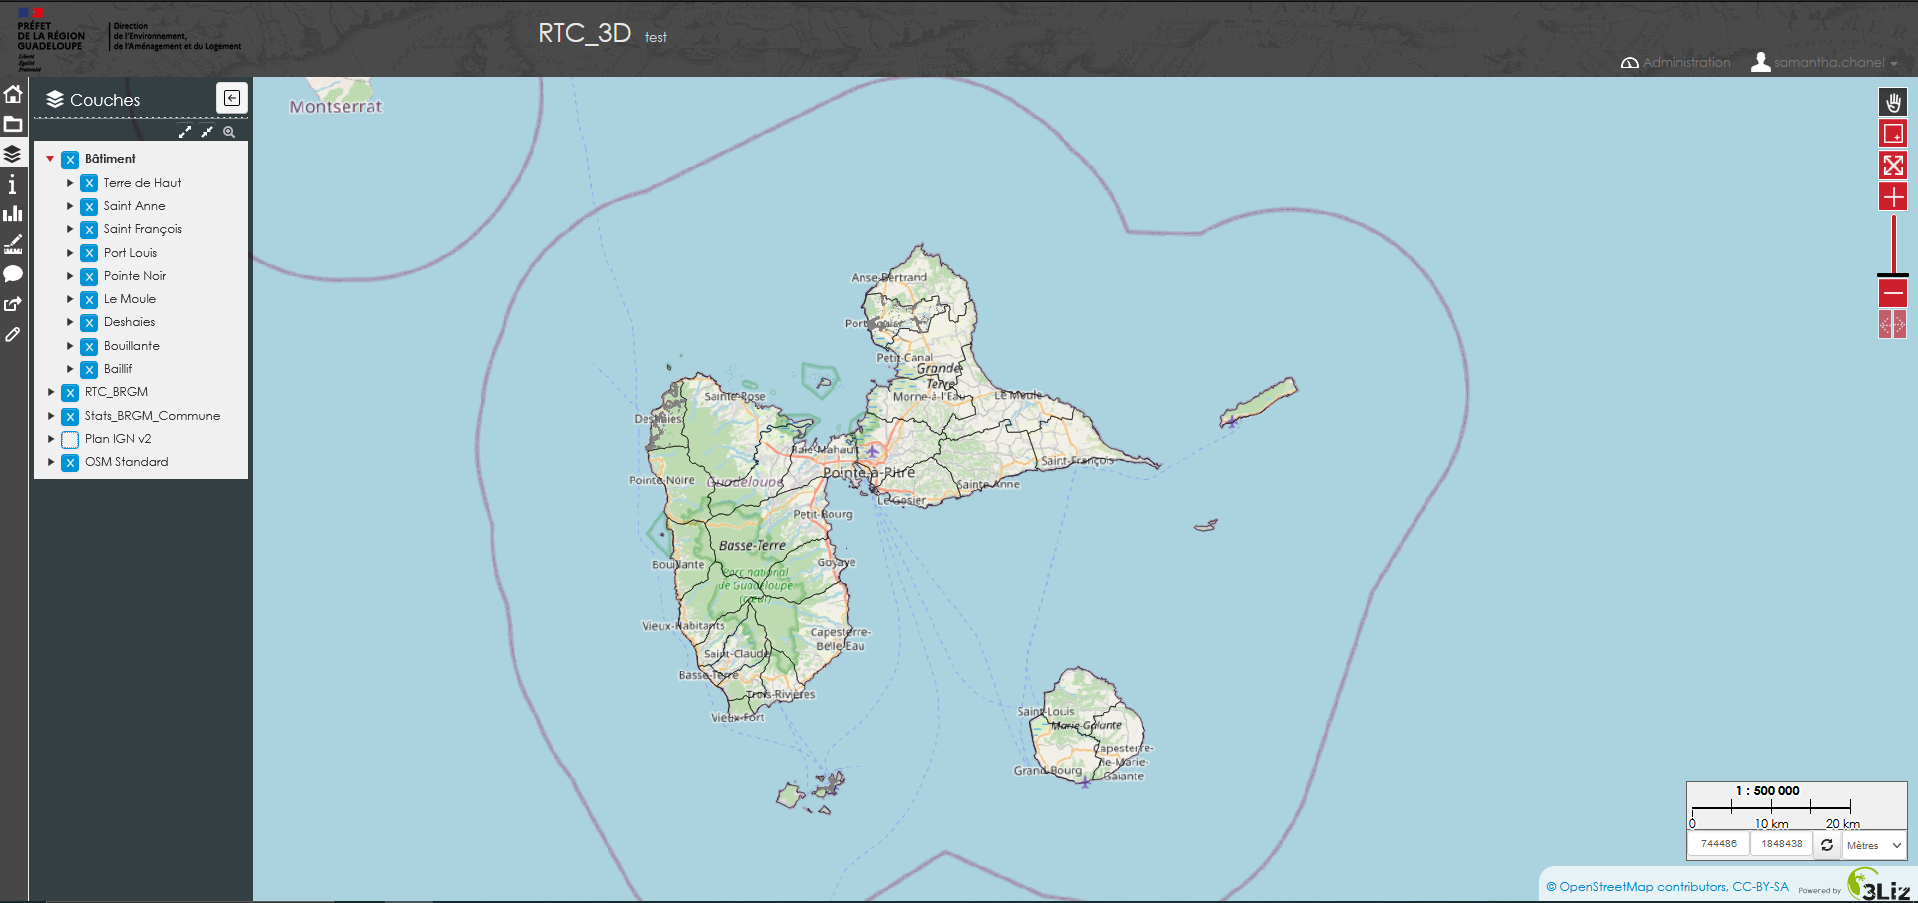 PRÉFET
DE LA RÉGION
GUADELOUPE
Liberté
Égalité
Fraternité
Direction
de l'Environnement,
de l'Aménagement et du Logement
RTC_3D test
Administration
samantha.chanel
Couches
Bâtiment
Terre de Haut
Saint Anne
Saint François
Port Louis
Pointe Noir
Le Moule
Deshaies
Bouillante
Baillif
RTC_BRGM
Stats_BRGM_Commune
Plan IGN v2
OSM Standard
Montserrat
Anse-Bertrand
Port-Louis
Petit-Canal
Grande
Terre
Morne-à-l'Eau
Le Moule
Sainte-Rose
Deshaies
Baie-Mahault
Saint-François
Pointe-à-Pitre
Pointe-Noire
Guadeloupe
Sainte-Anne
Le Gosier
Petit-Bourg
Basse-Terre
Bouillante
Goyave
Parc national
de Guadeloupe
(cœur)
Vieux-Habitants
Capesterre-
Belle-Eau
Saint-Claude
Basse-Terre
Trois-Rivières
Vieux-Fort
Saint-Louis
Marie-Galante
Capesterre-
de-Marie-
Galante
Grand-Bourg
1 : 500 000
0 10 km 20 km
744486 1848438 Mètres
© OpenStreetMap contributors, CC-BY-SA Powered by 3Liz